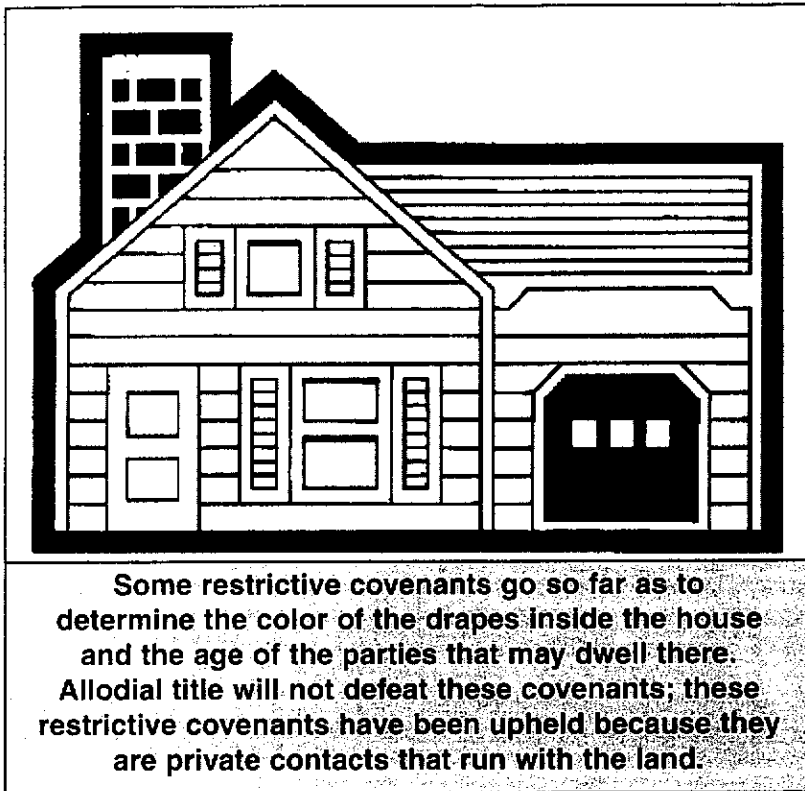 Some restrictive covenants go so far as to
determine the color of the drapes inside the house
and the age of the parties that may dwell there.
Allodial title will not defeat these covenants; these
restrictive covenants have been upheld because they
are private contacts that run with the land.